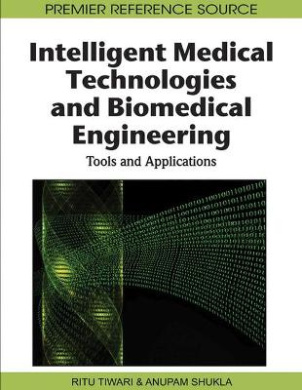 PREMIER REFERENCE SOURCE
Intelligent Medical
Technologies
and Biomedical
Engineering
Tools and Applications
RITU TIWARI & ANUPAM SHUKLA